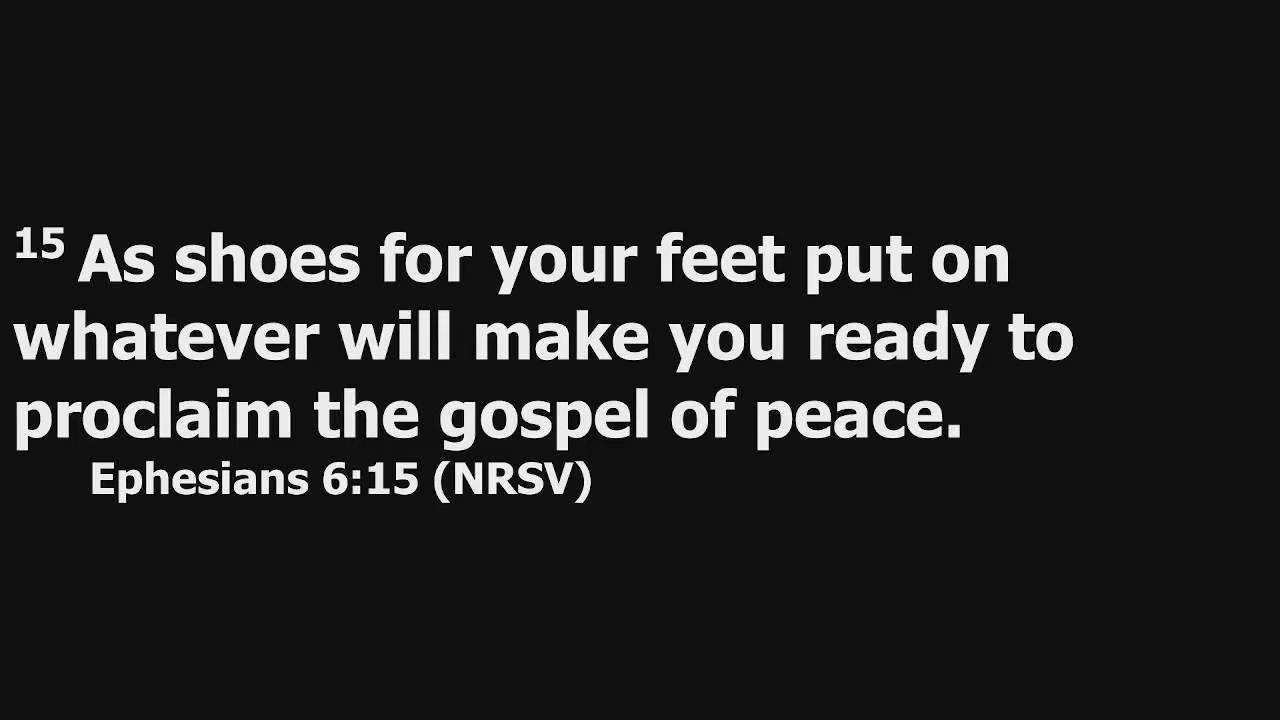 15 As shoes for your feet put on
whatever will make you ready to
proclaim the gospel of peace.
Ephesians 6:15 (NRSV)